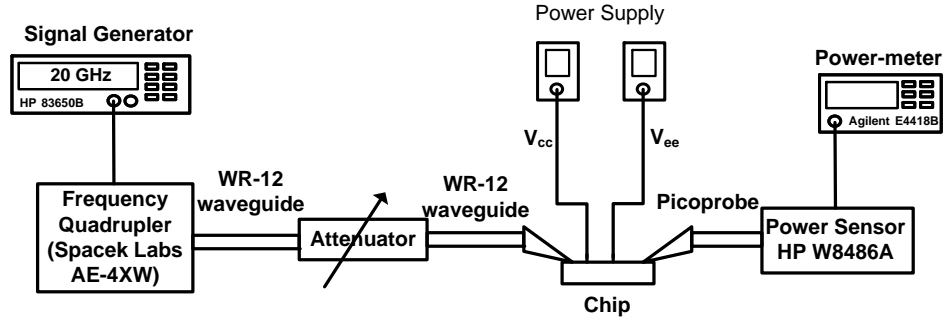 Power Supply
Signal Generator
20 GHz
HP 83650B
Power-meter
Agilent E4418B
Vcc
Vee
WR-12
waveguide
WR-12
waveguide
Picoprobe
Frequency
Quadrupler
(Spacek Labs
AE-4XW)
Attenuator
Power Sensor
HP W8486A
Chip